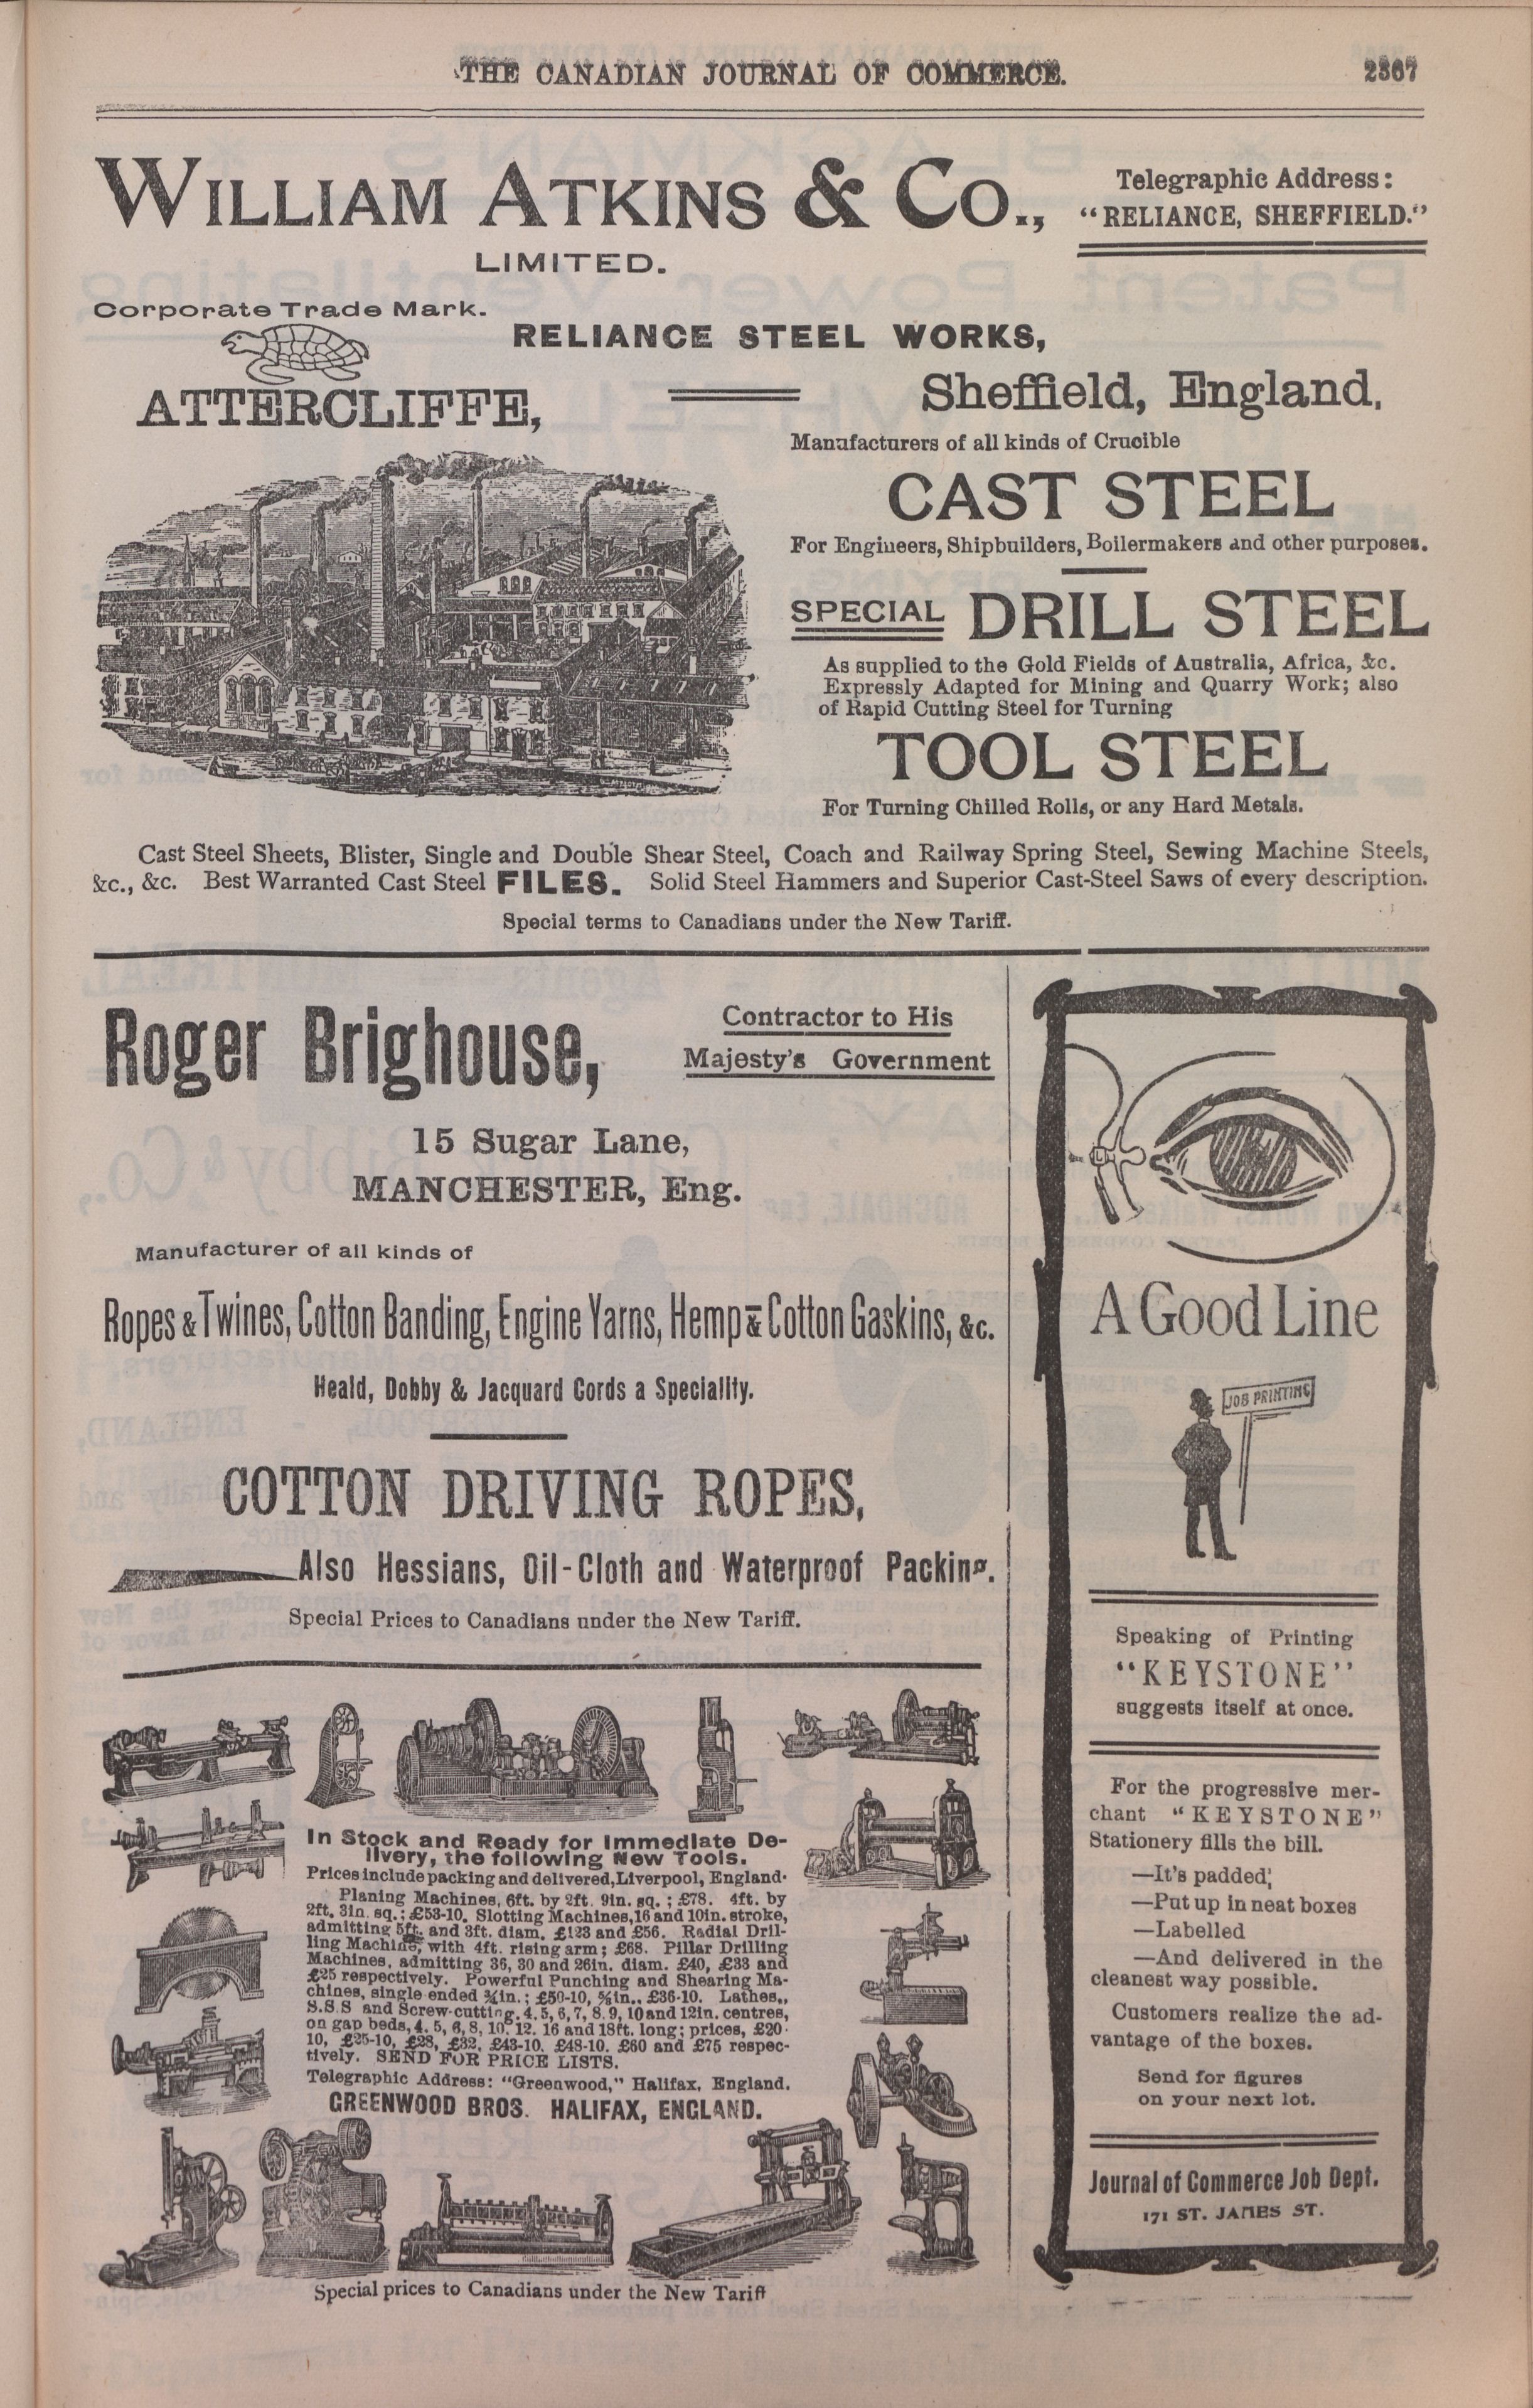 THE CANADIAN JOURNAL OF COMMERCE.
2367
WILLIAM ATKINS & CO.,
LIMITED.
Telegraphic Address:
"RELIANCE, SHEFFIELD."
Corporate Trade Mark.
RELIANCE STEEL WORKS,
ATTERCLIFFE,
Sheffield, England,
Manufacturers of all kinds of Crucible
CAST STEEL
For Engineers, Shipbuilders, Boilermakers and other purposes.
SPECIAL DRILL STEEL
As supplied to the Gold Fields of Australia, Africa, &c.
Expressly Adapted for Mining and Quarry Work; also
of Rapid Cutting Steel for Turning
TOOL STEEL
For Turning Chilled Rolls, or any Hard Metals.
Cast Steel Sheets, Blister, Single and Double Shear Steel, Coach and Railway Spring Steel, Sewing Machine Steels,
&c., &c. Best Warranted Cast Steel FILES. Solid Steel Hammers and Superior Cast-Steel Saws of every description.
Special terms to Canadians under the New Tariff.
Roger Brighouse,
Contractor to His
Majesty's Government
15 Sugar Lane,
MANCHESTER, Eng.
Manufacturer of all kinds of
Ropes & Twines, Cotton Banding, Engine Yarns, Hemp & Cotton Gaskins, &c.
Heald, Dobby & Jacquard Cords a Speciality.
COTTON DRIVING ROPES,
Also Hessians, Oil-Cloth and Waterproof Packing.
Special Prices to Canadians under the New Tariff.
In Stock and Ready for Immediate De-
livery, the following New Tools.
Prices include packing and delivered, Liverpool, England.
Planing Machines, 6ft. by 2ft. 9in. sq.; £78. 4ft. by
2ft. 3in. sq.; £53-10. Slotting Machines, 16 and 10in. stroke,
admitting 5ft. and 3ft. diam. £123 and £56. Radial Dril-
ling Machine, with 4ft. rising arm; £68. Pillar Drilling
Machines, admitting 36, 30 and 26in. diam. £40, £33 and
£25 respectively. Powerful Punching and Shearing Ma-
chines, single ended ¾in.; £50-10, ⅝in., £36-10. Lathes,,
S.S.S and Screw-cutting, 4, 5, 6, 7, 8, 9, 10 and 12in. centres,
on gap beds, 4, 5, 6, 8, 10, 12, 16 and 18ft. long; prices, £20-
10, £25-10, £28, £32, £43-10, £48-10, £60 and £75 respec-
tively. SEND FOR PRICE LISTS.
Telegraphic Address: "Greenwood," Halifax, England.
GREENWOOD BROS. HALIFAX, ENGLAND.
Special prices to Canadians under the New Tariff
A Good Line
JOB PRINTING
Speaking of Printing
"KEYSTONE"
suggests itself at once.
For the progressive mer-
chant "KEYSTONE"
Stationery fills the bill.
—It's padded;
—Put up in neat boxes
—Labelled
—And delivered in the
cleanest way possible.
Customers realize the ad-
vantage of the boxes.
Send for figures
on your next lot.
Journal of Commerce Job Dept.
171 ST. JAMES ST.